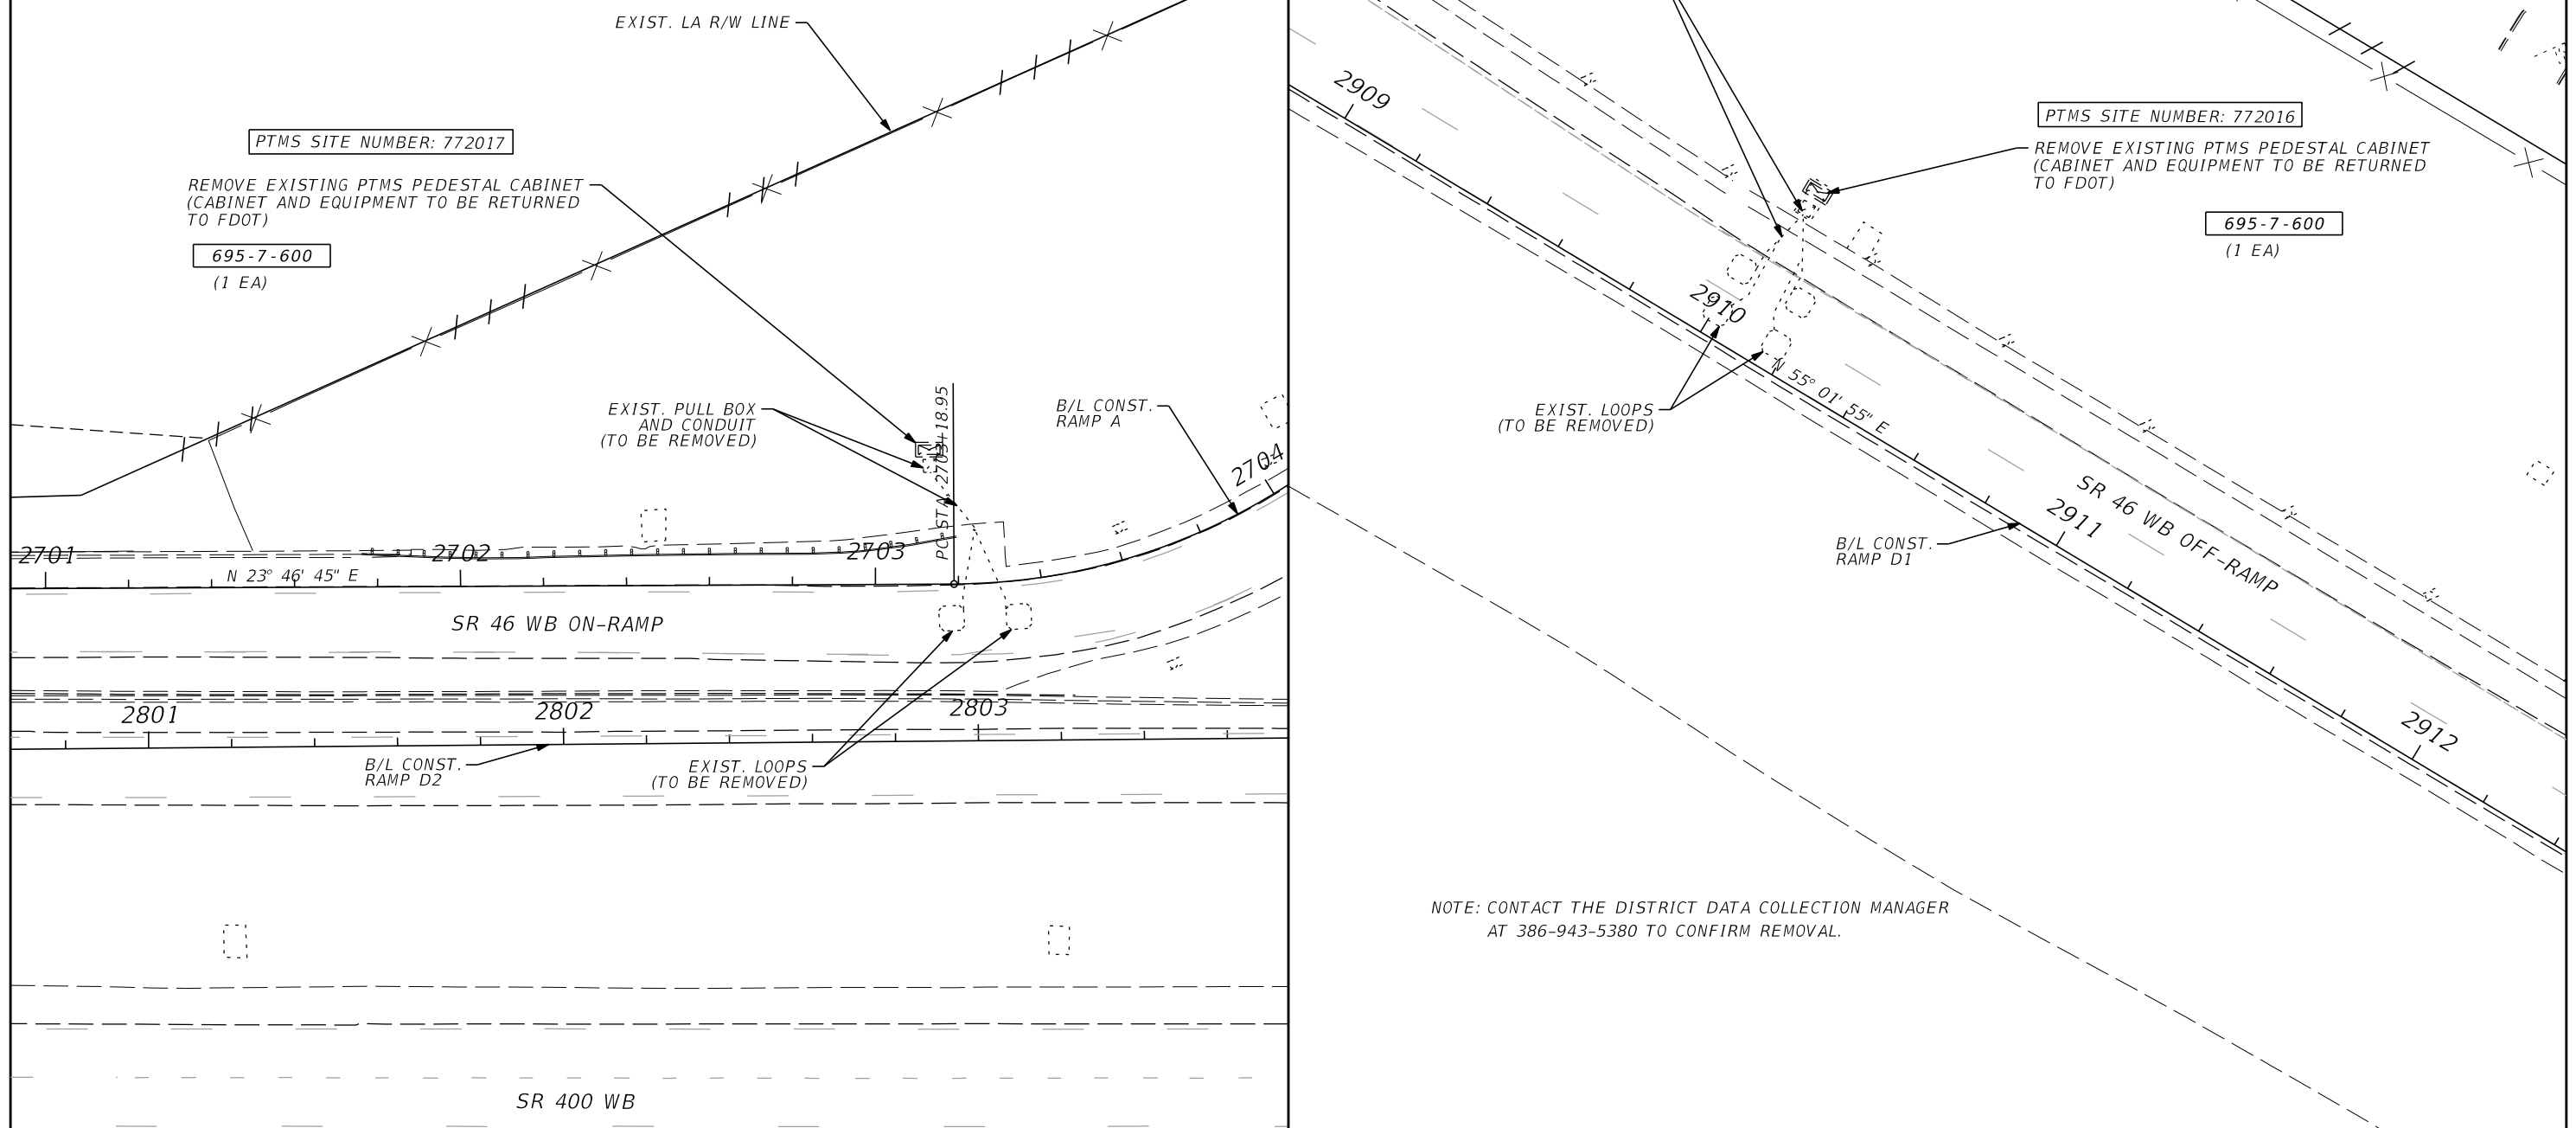 EXIST. LA R/W LINE
PTMS SITE NUMBER: 772017
REMOVE EXISTING PTMS PEDESTAL CABINET
(CABINET AND EQUIPMENT TO BE RETURNED
TO FDOT)
695-7-600
(1 EA)
EXIST. PULL BOX
AND CONDUIT
(TO BE REMOVED)
PC STA. 2703+18.95
B/L CONST.
RAMP A
2701
2702
2703
2704
N 23° 46' 45" E
SR 46 WB ON-RAMP
2801
2802
2803
B/L CONST.
RAMP D2
EXIST. LOOPS
(TO BE REMOVED)
SR 400 WB
2909
PTMS SITE NUMBER: 772016
REMOVE EXISTING PTMS PEDESTAL CABINET
(CABINET AND EQUIPMENT TO BE RETURNED
TO FDOT)
695-7-600
(1 EA)
2910
N 55° 01' 55" E
EXIST. LOOPS
(TO BE REMOVED)
SR 46 WB OFF-RAMP
2911
B/L CONST.
RAMP D1
2912
NOTE: CONTACT THE DISTRICT DATA COLLECTION MANAGER
AT 386-943-5380 TO CONFIRM REMOVAL.